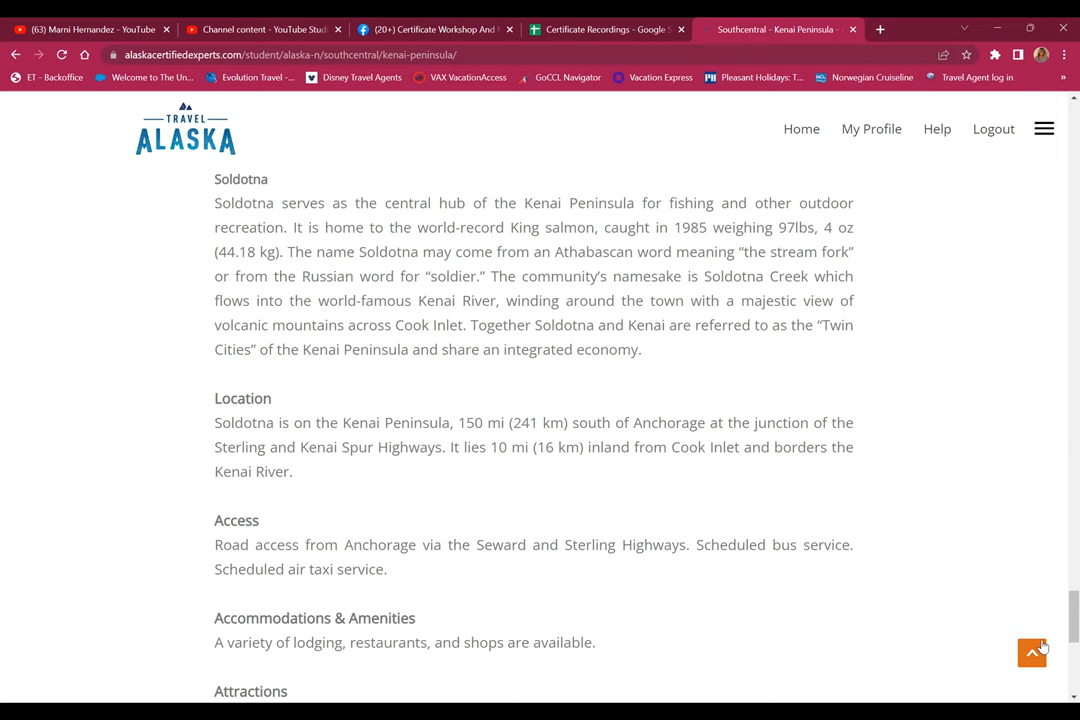 (63) Marni Hernandez - YouTube
Channel content - YouTube Studi
(20+) Certificate Workshop And
Certificate Recordings - Google S
Southcentral - Kenai Peninsula -
alaskacertifiedexperts.com/student/alaska-n/southcentral/kenai-peninsula/
ET - Backoffice
Welcome to The Un...
Evolution Travel -...
Disney Travel Agents
VAX VacationAccess
GoCCL Navigator
Vacation Express
Pleasant Holidays: T...
Norwegian Cruiseline
Travel Agent log in
TRAVEL
ALASKA
Home
My Profile
Help
Logout
Soldotna
Soldotna serves as the central hub of the Kenai Peninsula for fishing and other outdoor
recreation. It is home to the world-record King salmon, caught in 1985 weighing 97lbs, 4 oz
(44.18 kg). The name Soldotna may come from an Athabascan word meaning “the stream fork”
or from the Russian word for “soldier.” The community’s namesake is Soldotna Creek which
flows into the world-famous Kenai River, winding around the town with a majestic view of
volcanic mountains across Cook Inlet. Together Soldotna and Kenai are referred to as the “Twin
Cities” of the Kenai Peninsula and share an integrated economy.
Location
Soldotna is on the Kenai Peninsula, 150 mi (241 km) south of Anchorage at the junction of the
Sterling and Kenai Spur Highways. It lies 10 mi (16 km) inland from Cook Inlet and borders the
Kenai River.
Access
Road access from Anchorage via the Seward and Sterling Highways. Scheduled bus service.
Scheduled air taxi service.
Accommodations & Amenities
A variety of lodging, restaurants, and shops are available.
Attractions